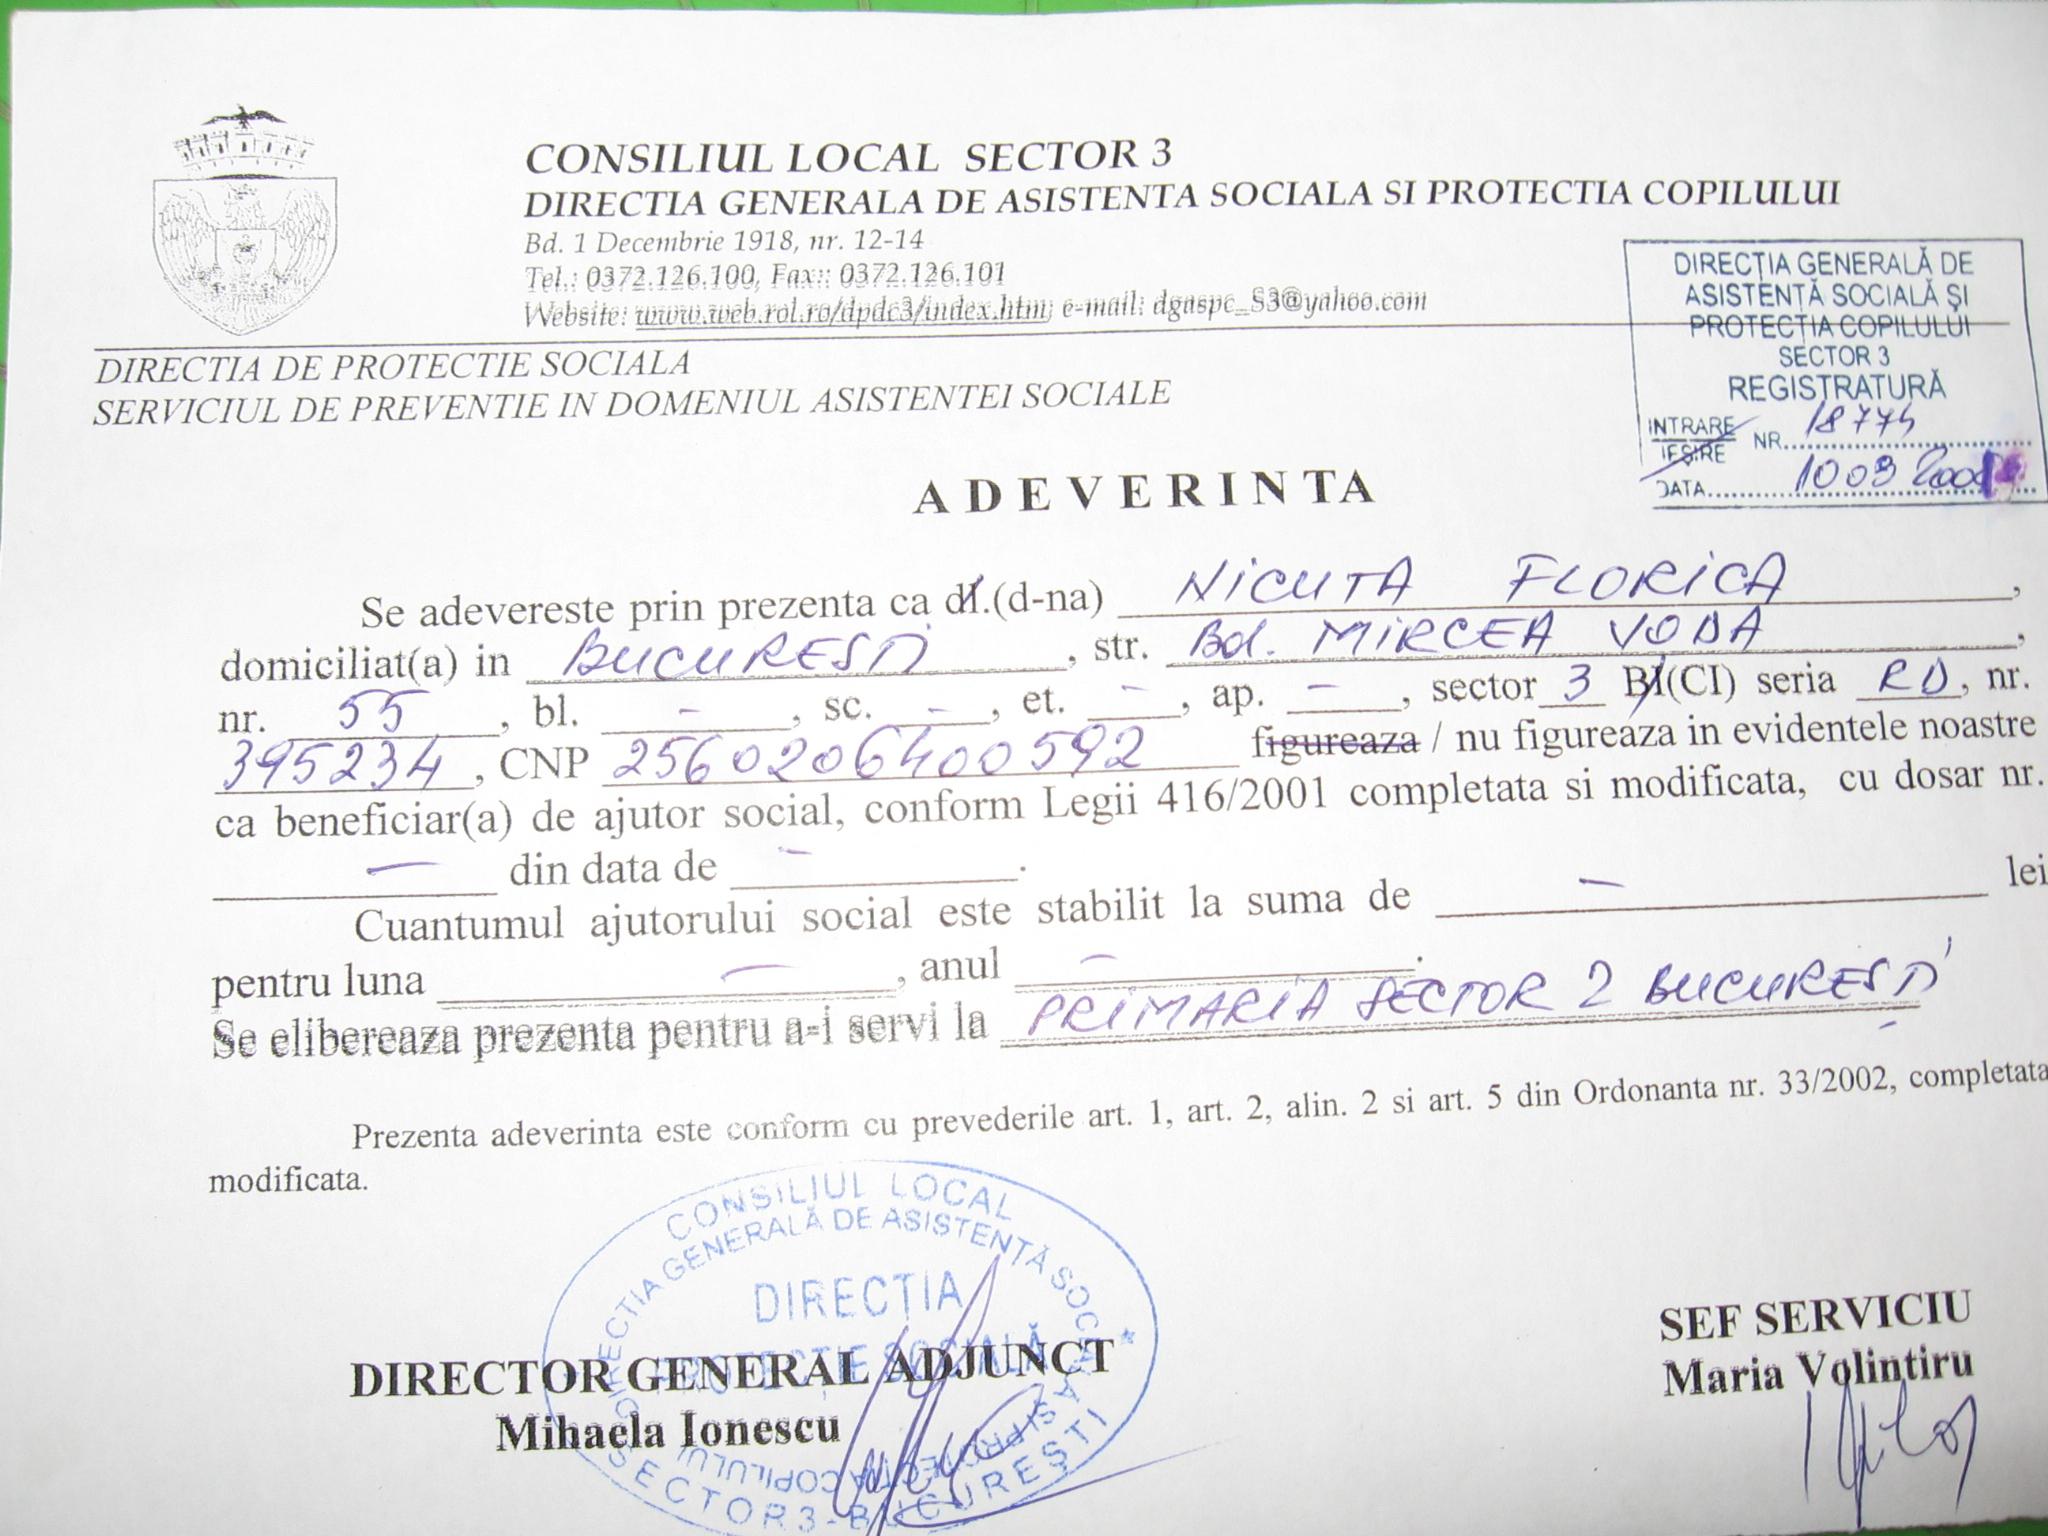 CONSILIUL LOCAL SECTOR 3
DIRECTIA GENERALA DE ASISTENTA SOCIALA SI PROTECTIA COPILULUI
Bd. 1 Decembrie 1918, nr. 12-14
Tel.: 0372.126.100, Fax:: 0372.126.101
Website: www.web.rol.ro/dpdc3/index.htm; e-mail: dgaspc_S3@yahoo.com
DIRECȚIA GENERALĂ DE
ASISTENȚĂ SOCIALĂ ȘI
PROTECȚIA COPILULUI
SECTOR 3
REGISTRATURĂ
INTRARE
IEȘIRE NR. 18774
DATA 10 03
DIRECTIA DE PROTECTIE SOCIALA
SERVICIUL DE PREVENTIE IN DOMENIUL ASISTENTEI SOCIALE
ADEVERINTA
Se adevereste prin prezenta ca dl.(d-na) NICUTA FLORICA,
domiciliat(a) in BUCURESTI, str. Bd. MIRCEA VODA,
nr. 55, bl. -, sc. -, et. -, ap. -, sector 3 BI(CI) seria RD, nr.
395234, CNP 2560206400592 figureaza / nu figureaza in evidentele noastre
ca beneficiar(a) de ajutor social, conform Legii 416/2001 completata si modificata, cu dosar nr.
- din data de -.
Cuantumul ajutorului social este stabilit la suma de - lei
pentru luna -, anul -.
Se elibereaza prezenta pentru a-i servi la PRIMARIA SECTOR 2 BUCURESTI
Prezenta adeverinta este conform cu prevederile art. 1, art. 2, alin. 2 si art. 5 din Ordonanta nr. 33/2002, completata
modificata.
CONSILIUL LOCAL
DIRECȚIA GENERALĂ DE ASISTENȚĂ SOCIALĂ ȘI PROTECȚIA COPILULUI
DIRECȚIA
PROTECȚIE SOCIALĂ
SECTOR 3 - BUCUREȘTI
DIRECTOR GENERAL ADJUNCT
Mihaela Ionescu
SEF SERVICIU
Maria Volintiru